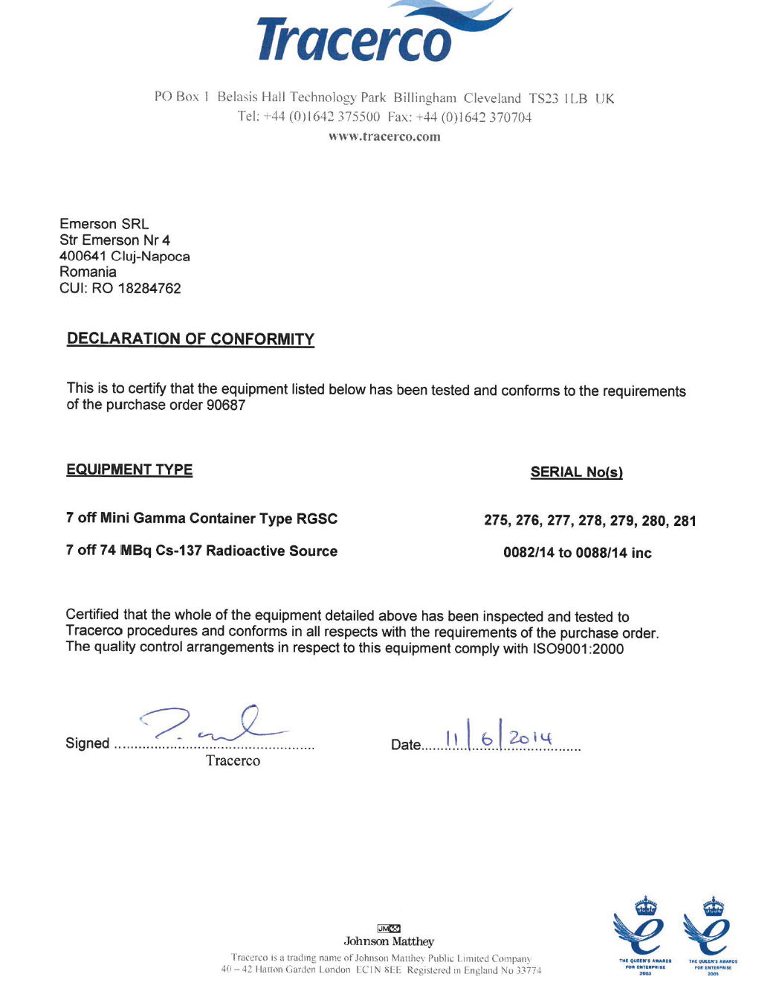 Tracerco
PO Box 1 Belasis Hall Technology Park Billingham Cleveland TS23 1LB UK
Tel: +44 (0)1642 375500 Fax: +44 (0)1642 370704
www.tracerco.com
Emerson SRL
Str Emerson Nr 4
400641 Cluj-Napoca
Romania
CUI: RO 18284762
DECLARATION OF CONFORMITY
This is to certify that the equipment listed below has been tested and conforms to the requirements
of the purchase order 90687
EQUIPMENT TYPE SERIAL No(s)
7 off Mini Gamma Container Type RGSC 275, 276, 277, 278, 279, 280, 281
7 off 74 MBq Cs-137 Radioactive Source 0082/14 to 0088/14 inc
Certified that the whole of the equipment detailed above has been inspected and tested to
Tracerco procedures and conforms in all respects with the requirements of the purchase order.
The quality control arrangements in respect to this equipment comply with ISO9001:2000
Signed Date 11/6/2014
Tracerco
JM
Johnson Matthey
Tracerco is a trading name of Johnson Matthey Public Limited Company
40 – 42 Hatton Garden London EC1N 8EE Registered in England No 33774
THE QUEEN'S AWARDS
FOR ENTERPRISE
2003
THE QUEEN'S AWARDS
FOR ENTERPRISE
2005